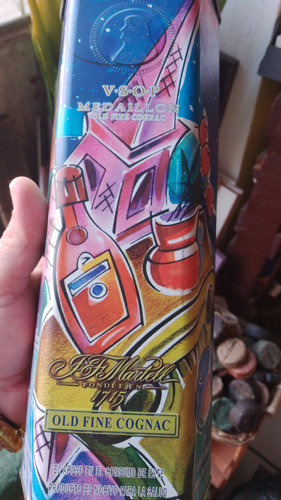 V·S·O·P
MEDAILLON
OLD FINE COGNAC
J & F Martell
FONDÉE EN
1715
OLD FINE COGNAC
EL ABUSO EN EL CONSUMO DE ESTE
PRODUCTO ES NOCIVO PARA LA SALUD